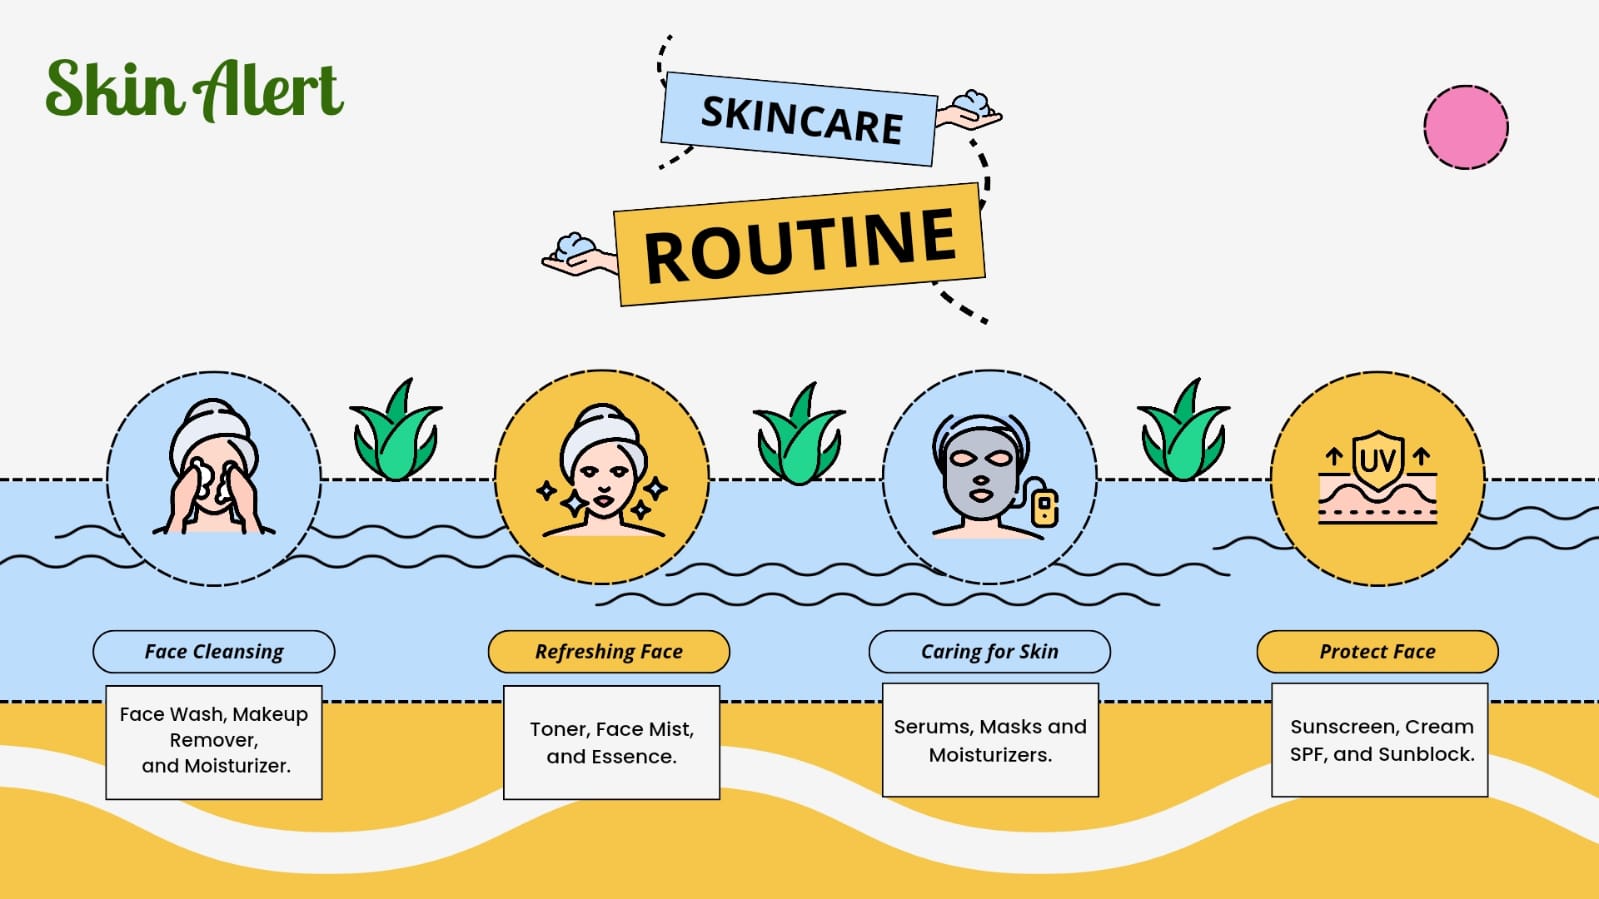 Skin Alert
SKINCARE
ROUTINE
UV
Face Cleansing
Face Wash, Makeup
Remover,
and Moisturizer.
Refreshing Face
Toner, Face Mist,
and Essence.
Caring for Skin
Serums, Masks and
Moisturizers.
Protect Face
Sunscreen, Cream
SPF, and Sunblock.